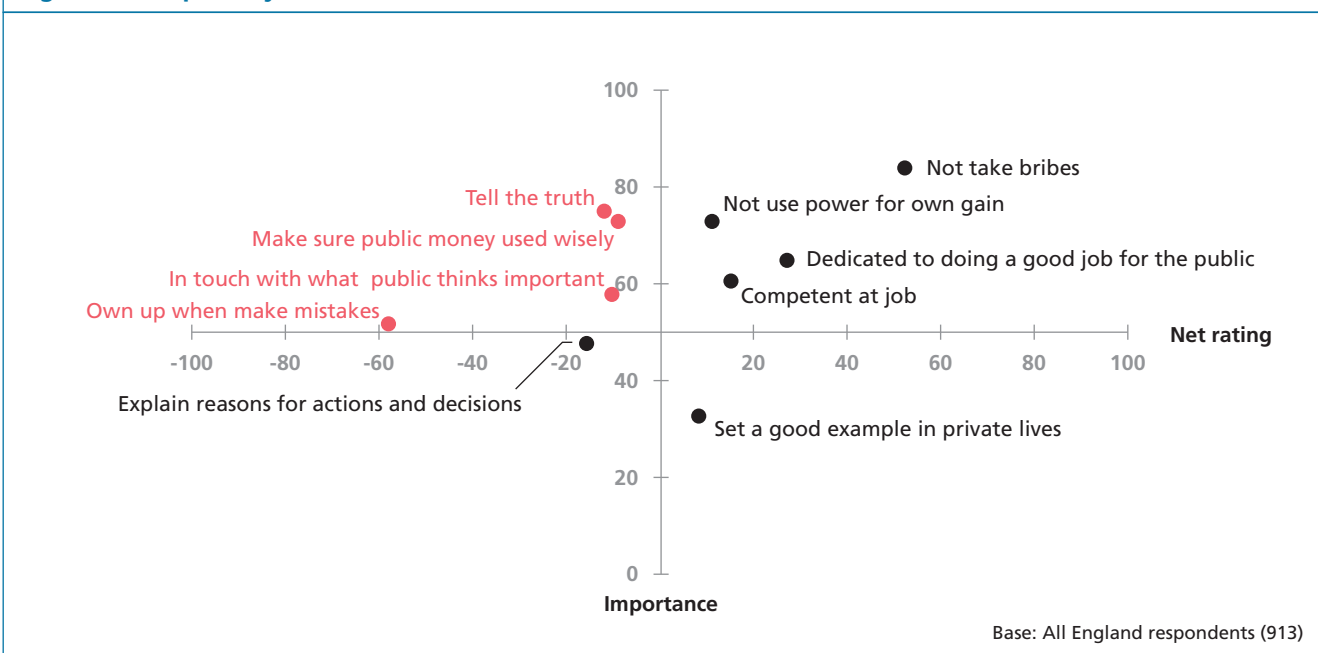 100
Not take bribes
80
Tell the truth
Not use power for own gain
Make sure public money used wisely
Dedicated to doing a good job for the public
In touch with what public thinks important
60
Competent at job
Own up when make mistakes
Net rating
-100 -80 -60 -40 -20 20 40 60 80 100
40
Explain reasons for actions and decisions
Set a good example in private lives
20
0
Importance
Base: All England respondents (913)